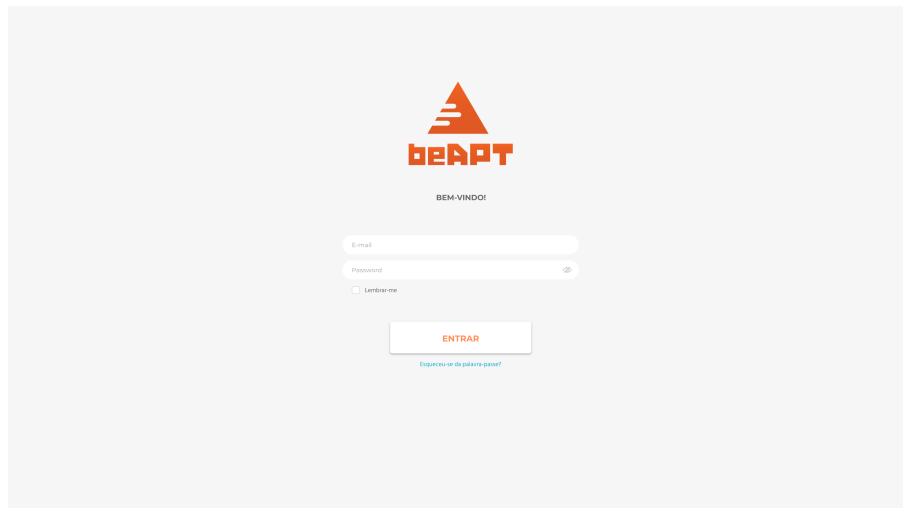 beAPT
BEM-VINDO!
E-mail
Password
Lembrar-me
ENTRAR
Esqueceu-se da palavra-passe?